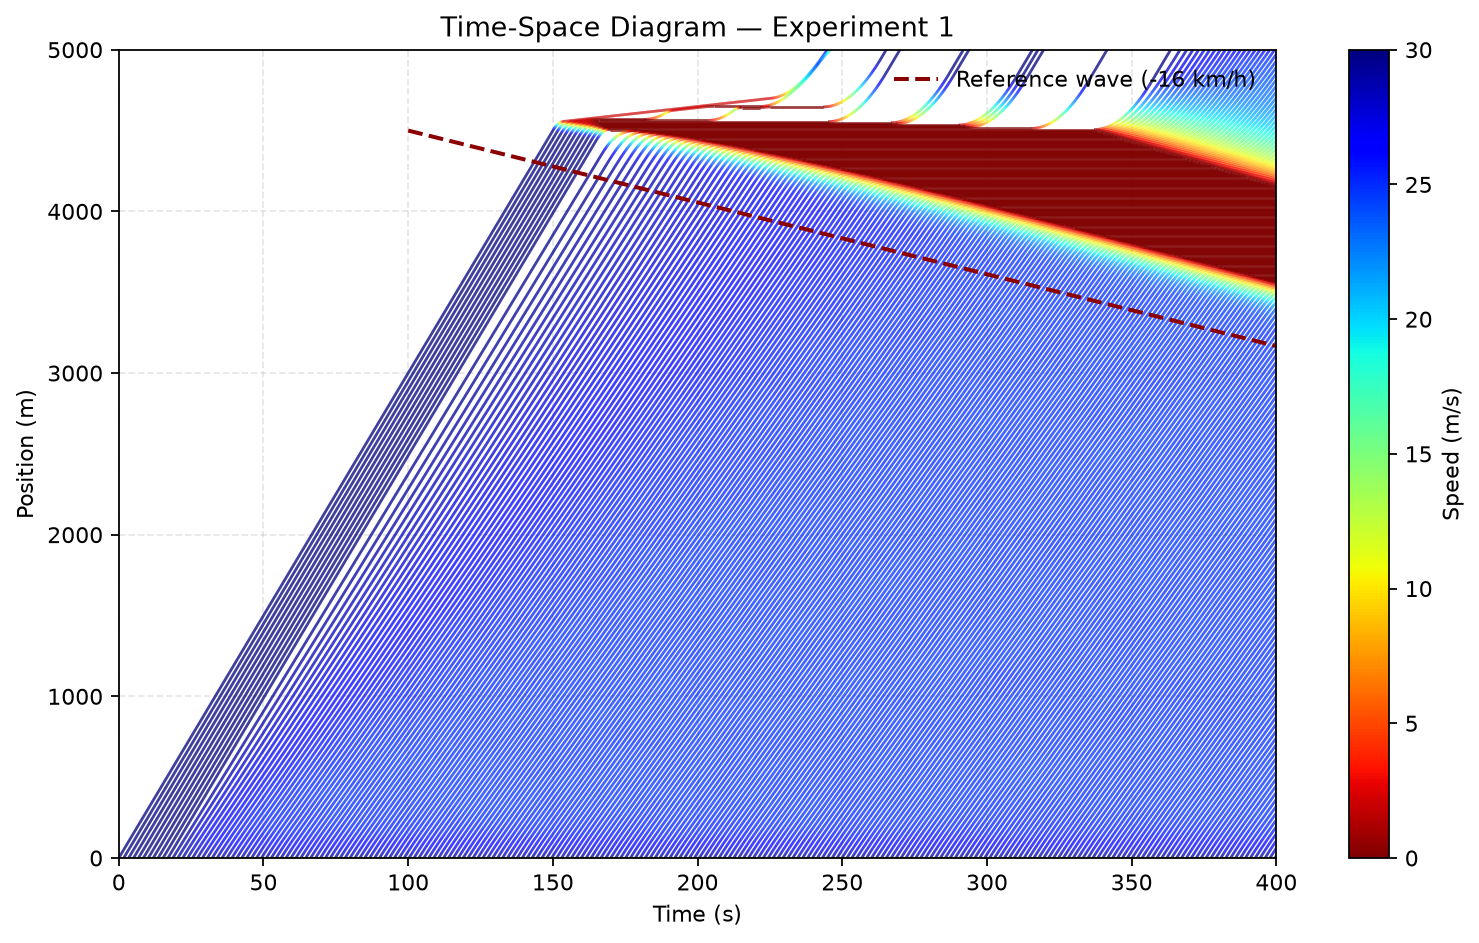 Time-Space Diagram — Experiment 1
Reference wave (-16 km/h)
Position (m)
5000
4000
3000
2000
1000
0
0 50 100 150 200 250 300 350 400
Time (s)
30
25
20
15
10
5
0
Speed (m/s)